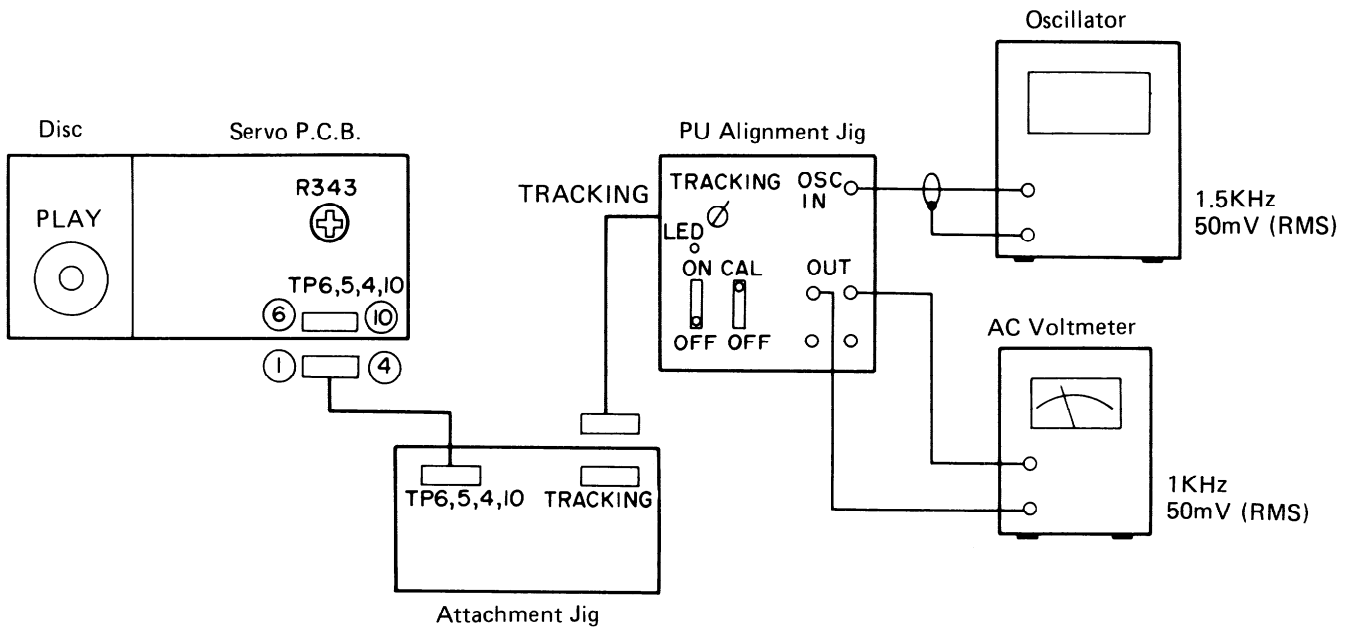 Oscillator
Disc
Servo P.C.B.
PU Alignment Jig
PLAY
R343
TP6,5,4,10
6
10
1
4
TRACKING
TRACKING
OSC
IN
LED
ON CAL
OFF OFF
OUT
1.5KHz
50mV (RMS)
AC Voltmeter
1KHz
50mV (RMS)
TP6,5,4,10
TRACKING
Attachment Jig